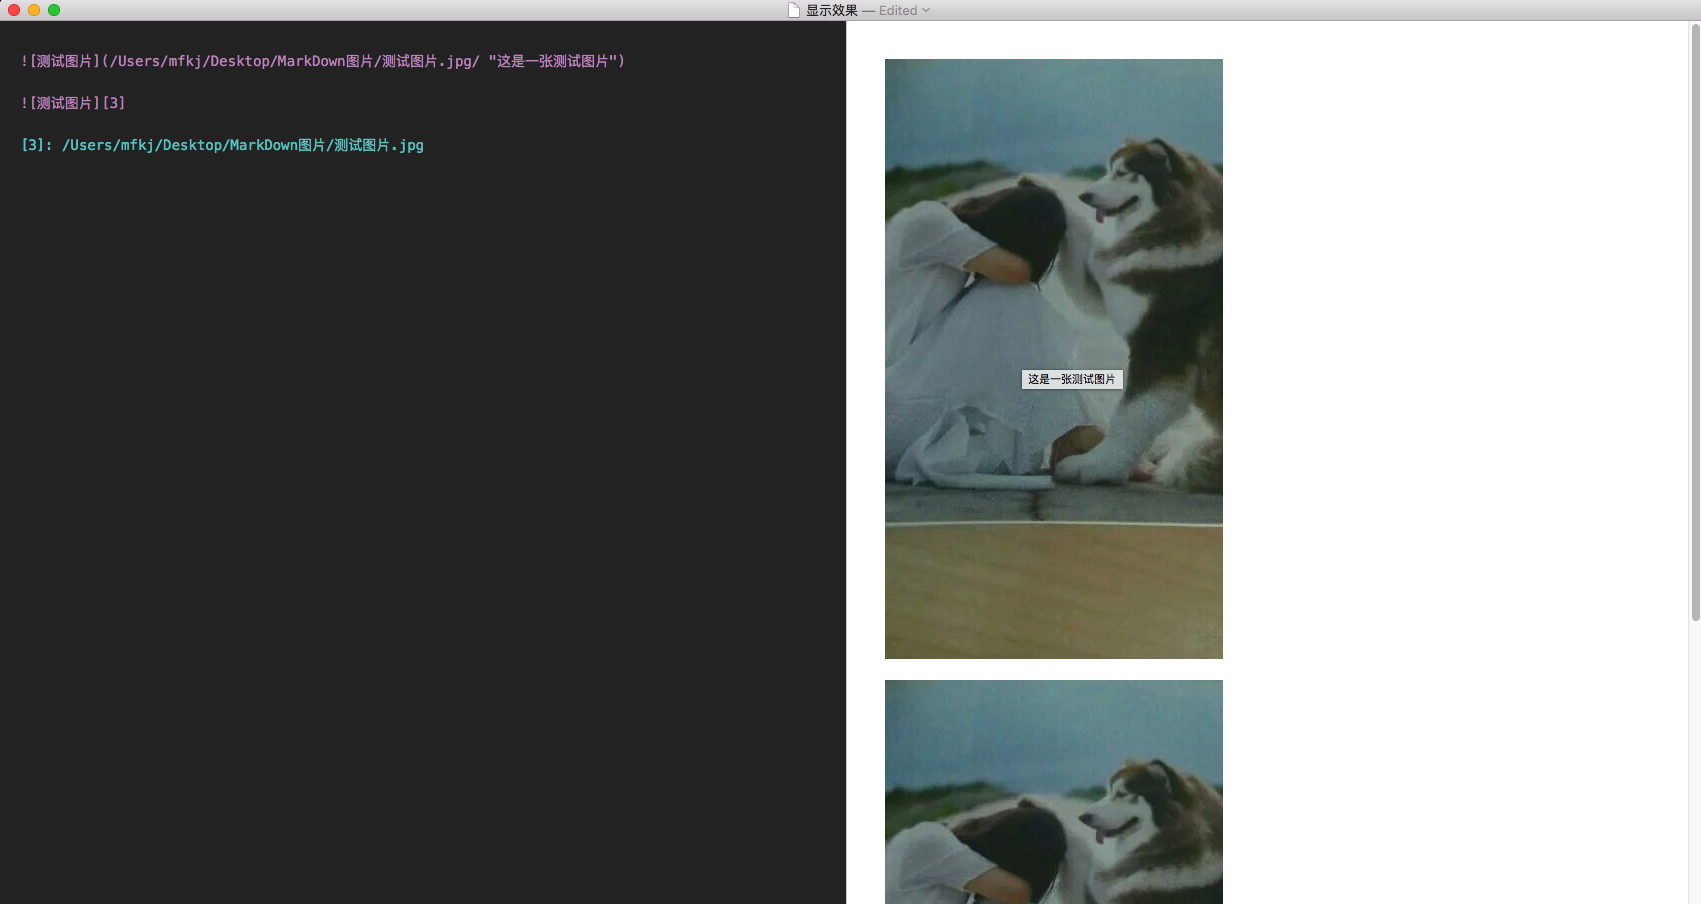 显示效果 — Edited
![测试图片](/Users/mfkj/Desktop/MarkDown图片/测试图片.jpg/ "这是一张测试图片")
![测试图片][3]
[3]: /Users/mfkj/Desktop/MarkDown图片/测试图片.jpg
这是一张测试图片